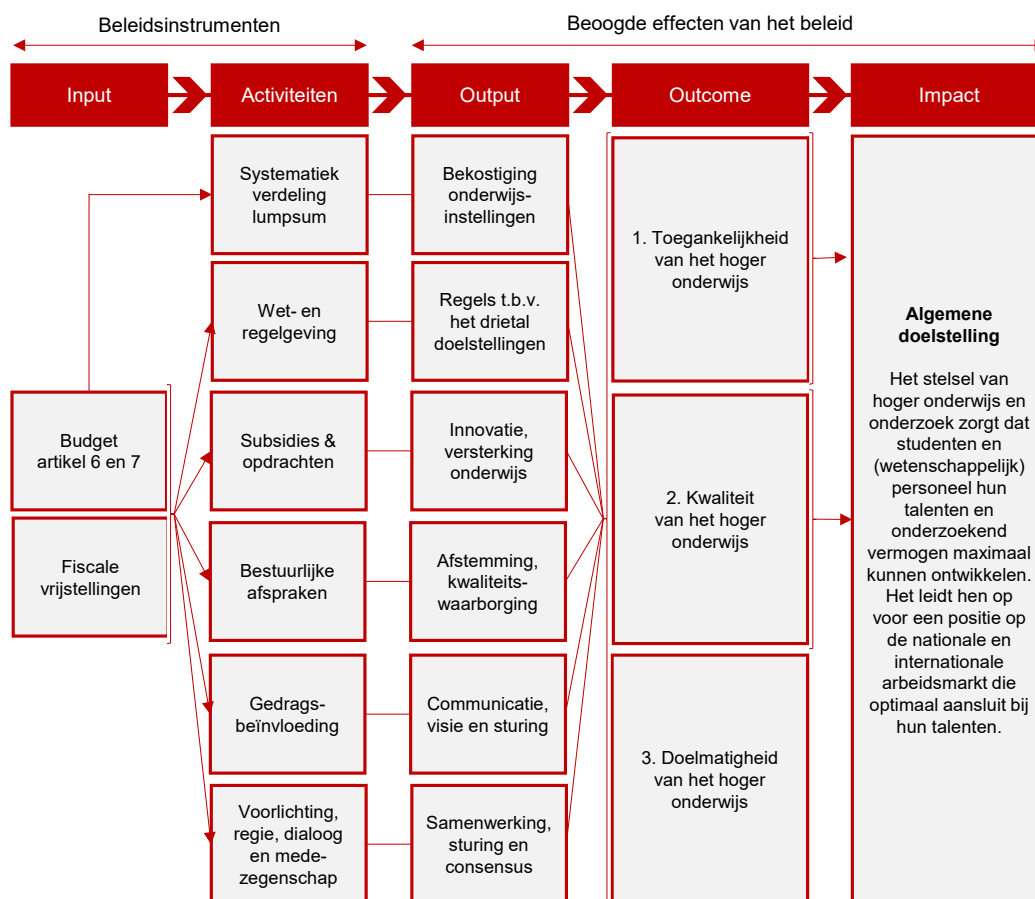 Beleidsinstrumenten
Beoogde effecten van het beleid
Input
Activiteiten
Output
Outcome
Impact
Systematiek
verdeling
lumpsum
Bekostiging
onderwijs-
instellingen
1. Toegankelijkheid
van het hoger
onderwijs
Wet- en
regelgeving
Regels t.b.v.
het drietal
doelstellingen
Budget
artikel 6 en 7
Subsidies &
opdrachten
Innovatie,
versterking
onderwijs
2. Kwaliteit
van het hoger
onderwijs
Fiscale
vrijstellingen
Bestuurlijke
afspraken
Afstemming,
kwaliteits-
waarborging
Gedrags-
beïnvloeding
Communicatie,
visie en sturing
3. Doelmatigheid
van het hoger
onderwijs
Voorlichting,
regie, dialoog
en mede-
zegenschap
Samenwerking,
sturing en
consensus
Algemene
doelstelling
Het stelsel van
hoger onderwijs en
onderzoek zorgt dat
studenten en
(wetenschappelijk)
personeel hun
talenten en
onderzoekend
vermogen maximaal
kunnen ontwikkelen.
Het leidt hen op
voor een positie op
de nationale en
internationale
arbeidsmarkt die
optimaal aansluit bij
hun talenten.